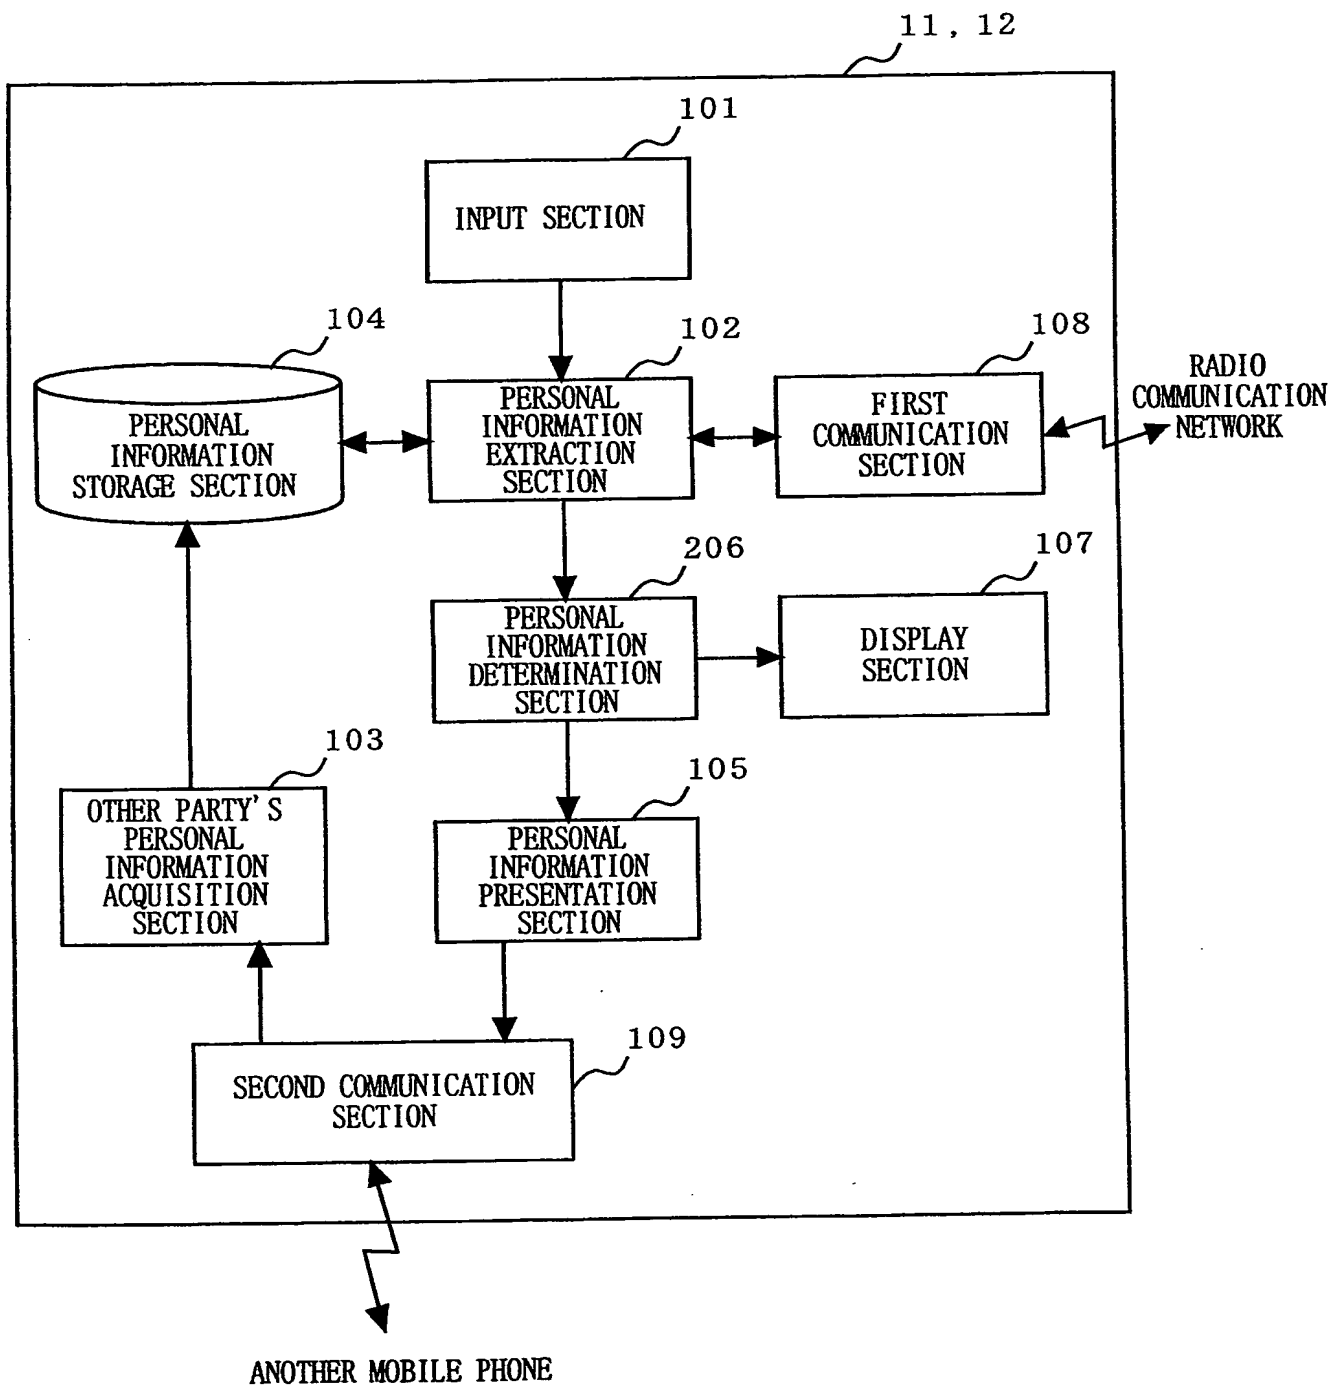 11, 12
101
INPUT SECTION
104
102
108
PERSONAL
INFORMATION
STORAGE SECTION
PERSONAL
INFORMATION
EXTRACTION
SECTION
FIRST
COMMUNICATION
SECTION
RADIO
COMMUNICATION
NETWORK
206
107
PERSONAL
INFORMATION
DETERMINATION
SECTION
DISPLAY
SECTION
103
105
OTHER PARTY'S
PERSONAL
INFORMATION
ACQUISITION
SECTION
PERSONAL
INFORMATION
PRESENTATION
SECTION
109
SECOND COMMUNICATION
SECTION
ANOTHER MOBILE PHONE